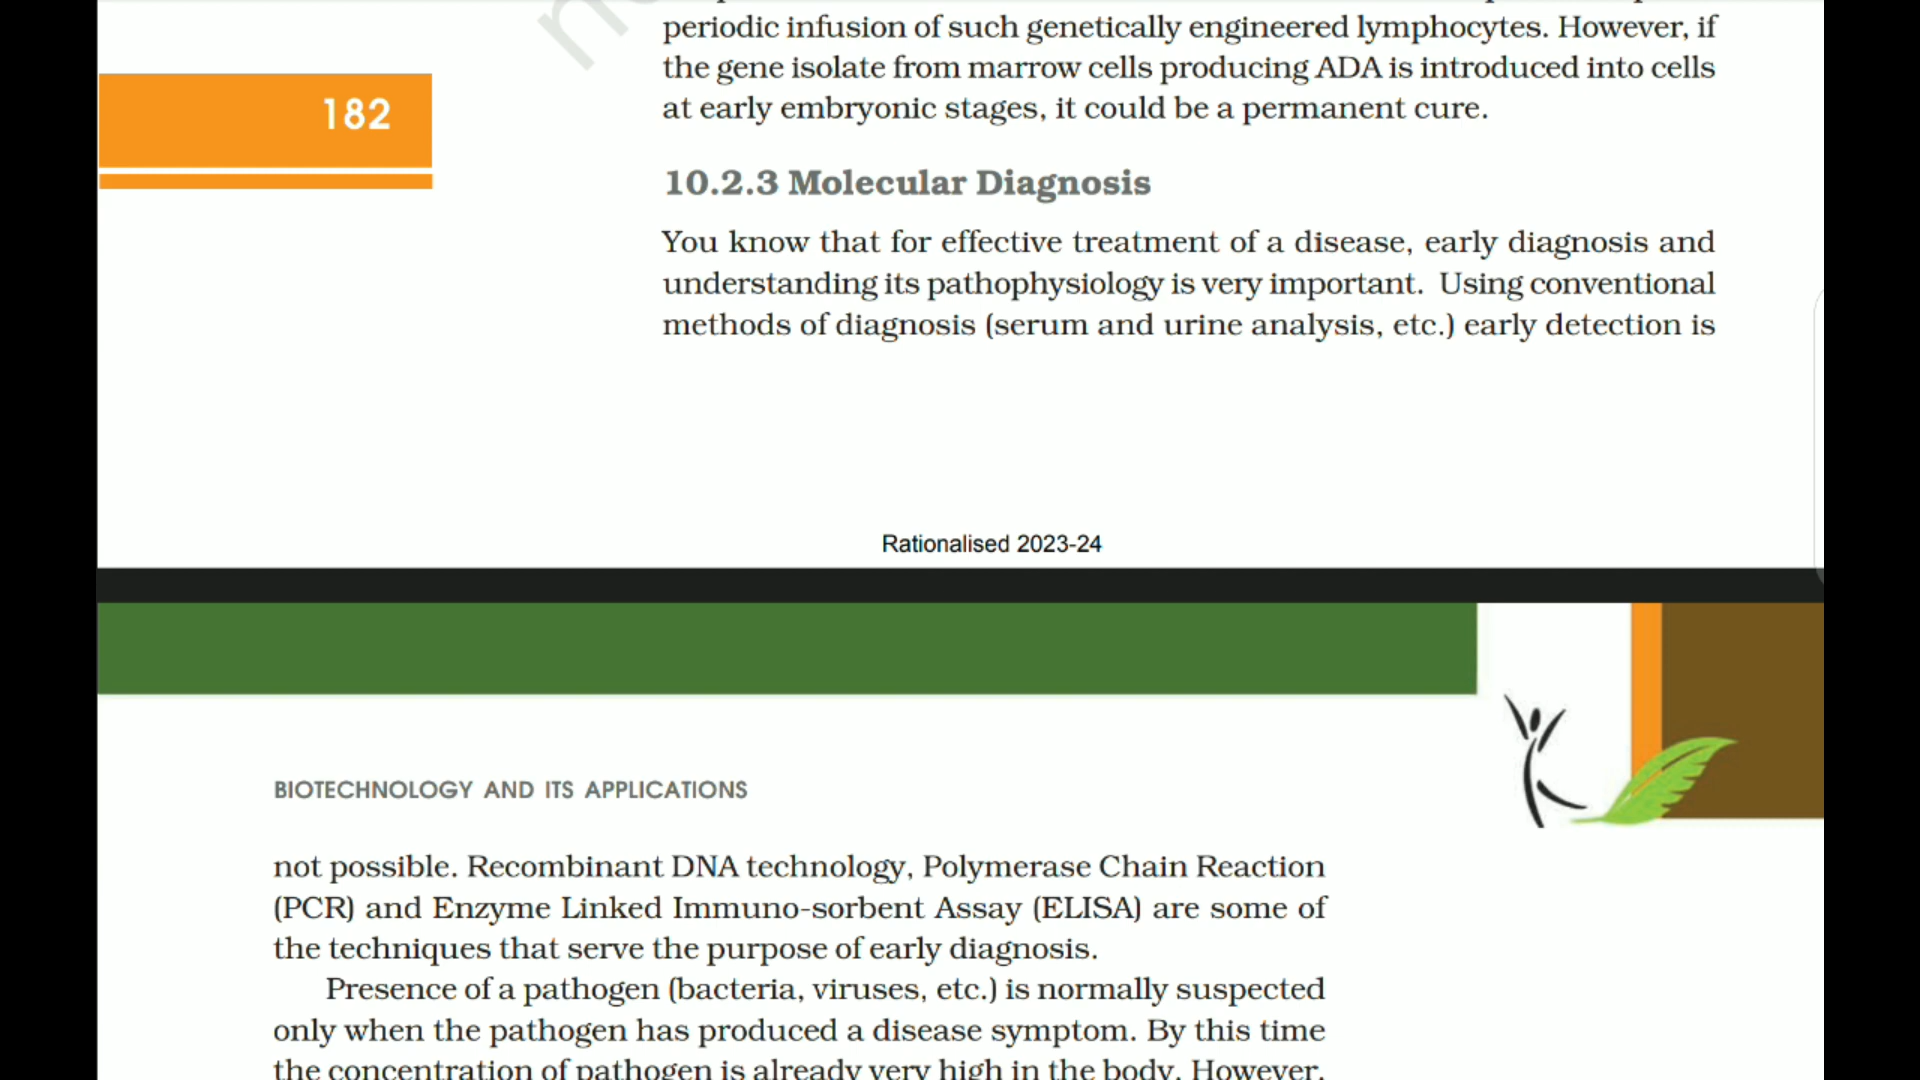 periodic infusion of such genetically engineered lymphocytes. However, if
the gene isolate from marrow cells producing ADA is introduced into cells
at early embryonic stages, it could be a permanent cure.
182
10.2.3 Molecular Diagnosis
You know that for effective treatment of a disease, early diagnosis and
understanding its pathophysiology is very important. Using conventional
methods of diagnosis (serum and urine analysis, etc.) early detection is
Rationalised 2023-24
BIOTECHNOLOGY AND ITS APPLICATIONS
not possible. Recombinant DNA technology, Polymerase Chain Reaction
(PCR) and Enzyme Linked Immuno-sorbent Assay (ELISA) are some of
the techniques that serve the purpose of early diagnosis.
Presence of a pathogen (bacteria, viruses, etc.) is normally suspected
only when the pathogen has produced a disease symptom. By this time
the concentration of pathogen is already very high in the body. However,